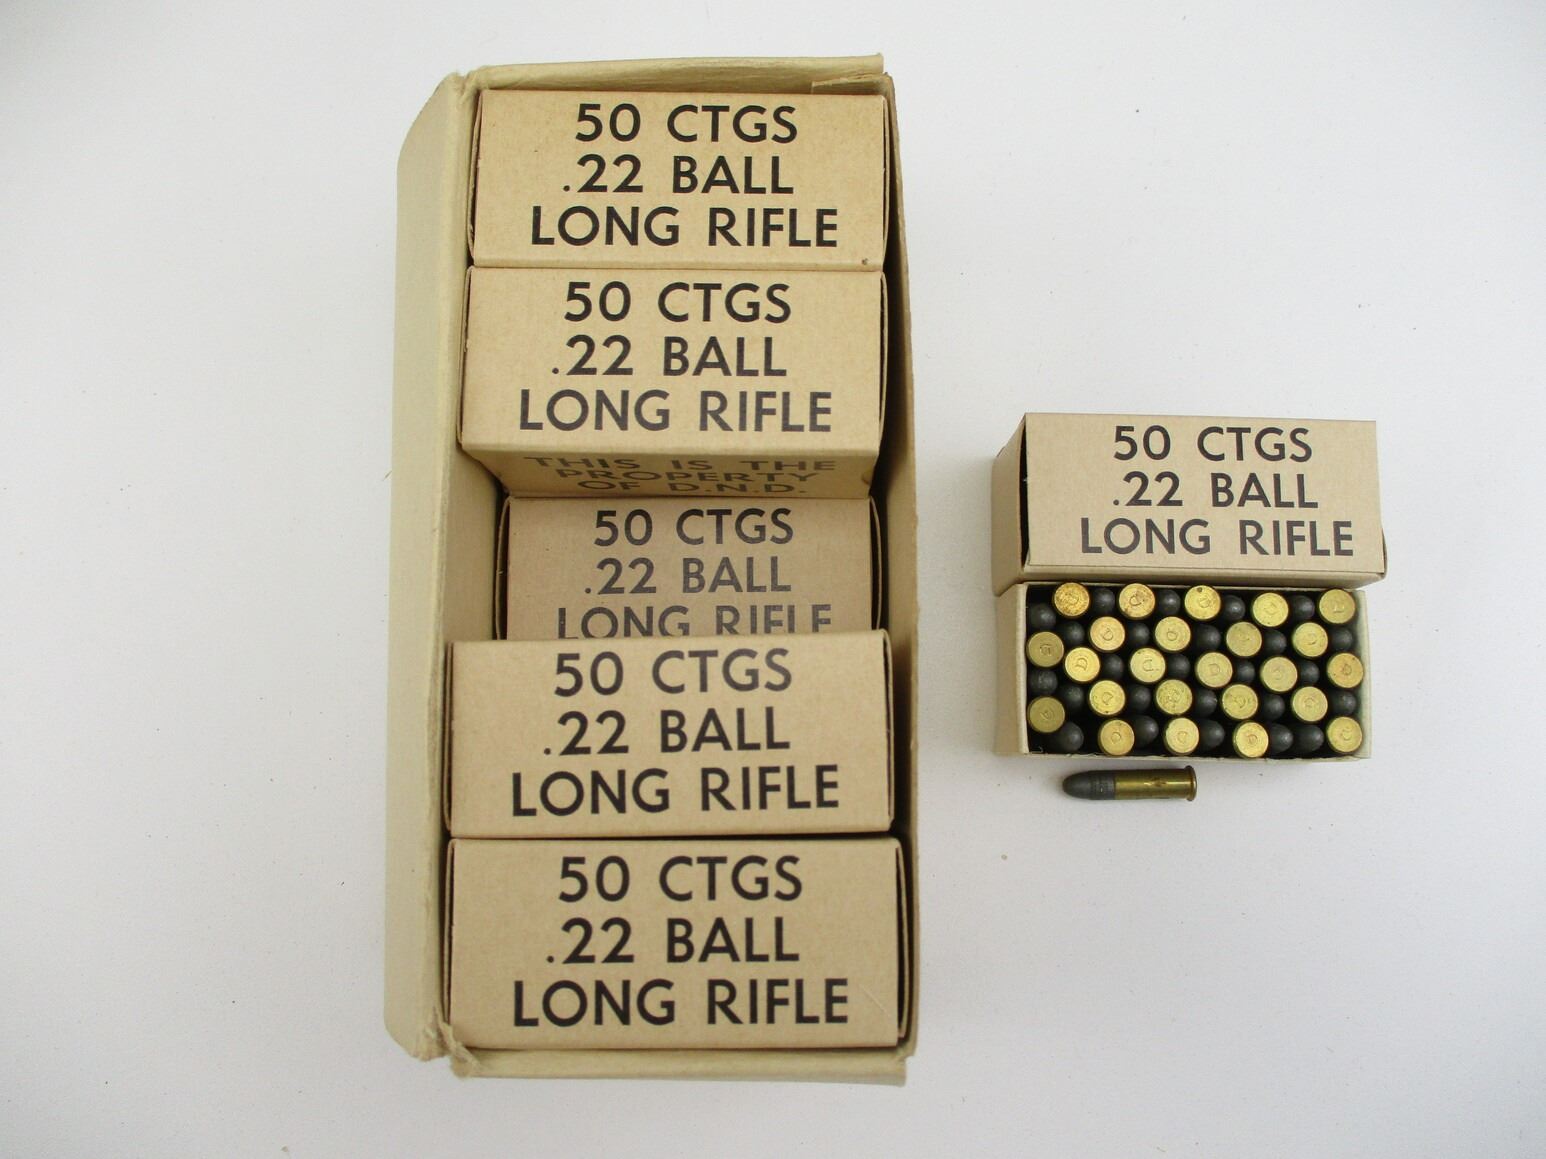 50 CTGS
.22 BALL
LONG RIFLE
50 CTGS
.22 BALL
LONG RIFLE
THIS IS THE
PROPERTY
OF D.N.D.
50 CTGS
.22 BALL
LONG RIFLE
50 CTGS
.22 BALL
LONG RIFLE
50 CTGS
.22 BALL
LONG RIFLE
50 CTGS
.22 BALL
LONG RIFLE